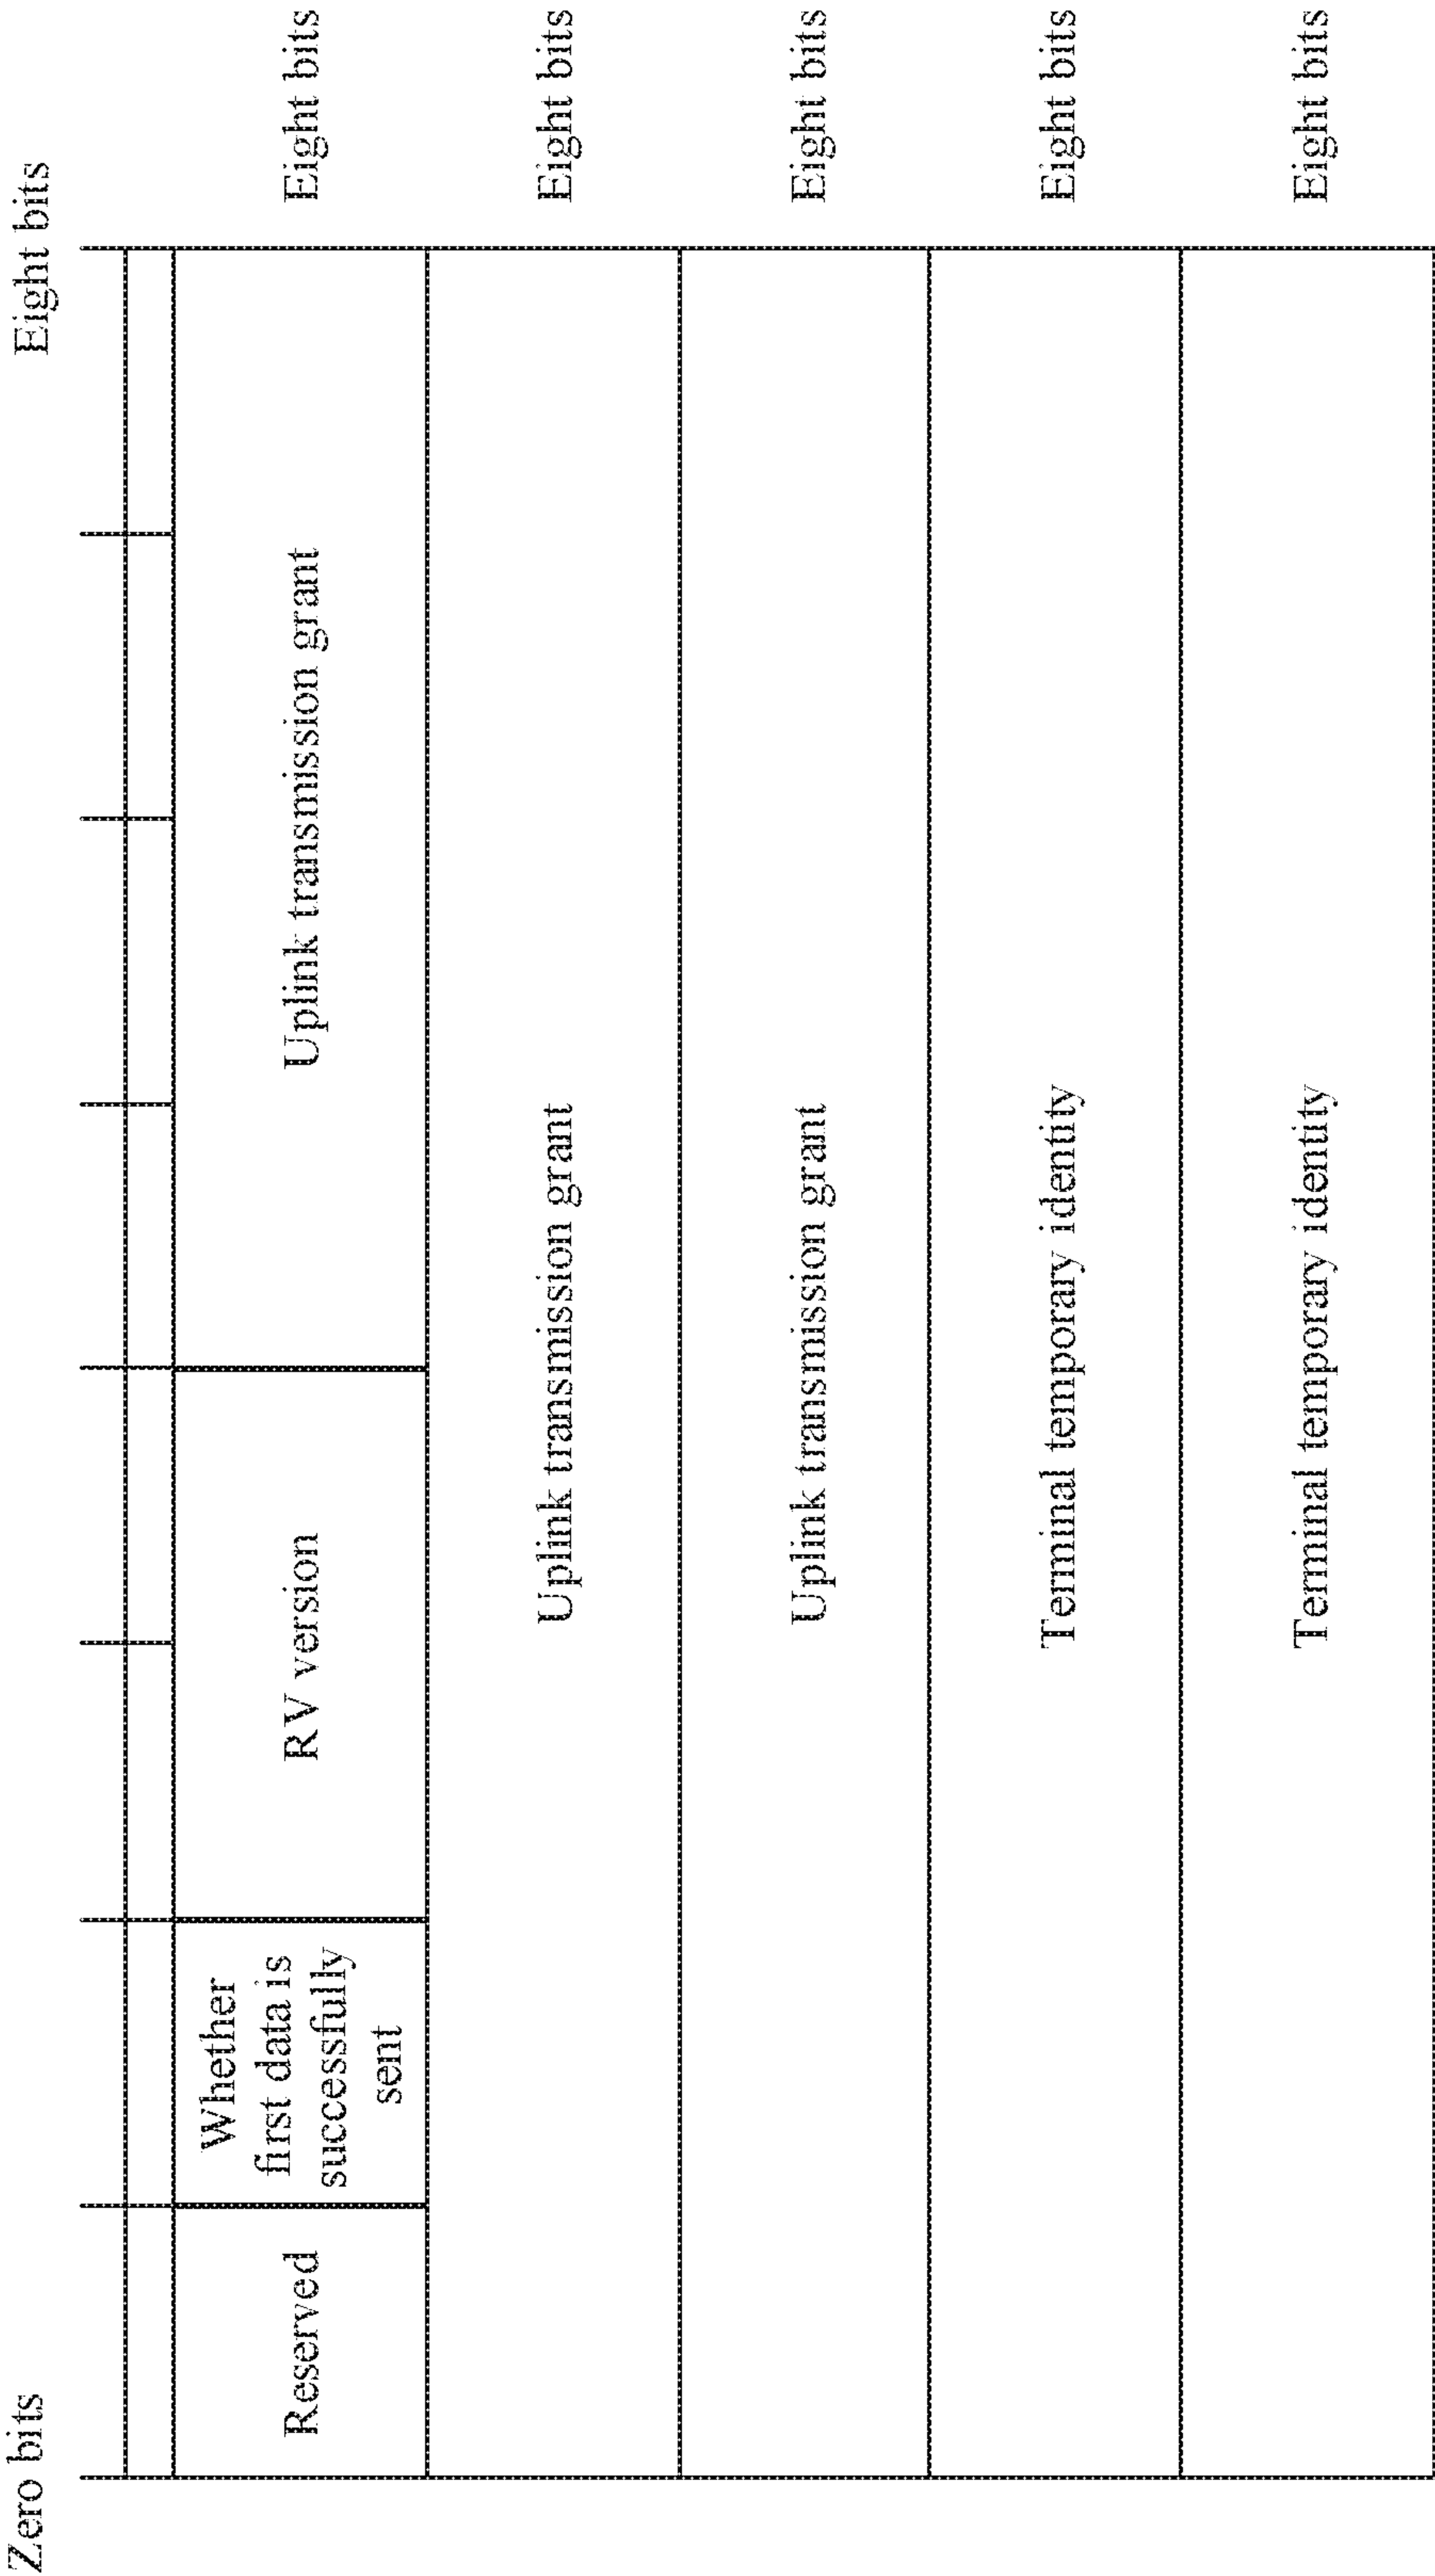 Zero bits
Eight bits
Reserved
Whether
first data is
successfully
sent
RV version
Uplink transmission grant
Eight bits
Uplink transmission grant
Eight bits
Uplink transmission grant
Eight bits
Terminal temporary identity
Eight bits
Terminal temporary identity
Eight bits